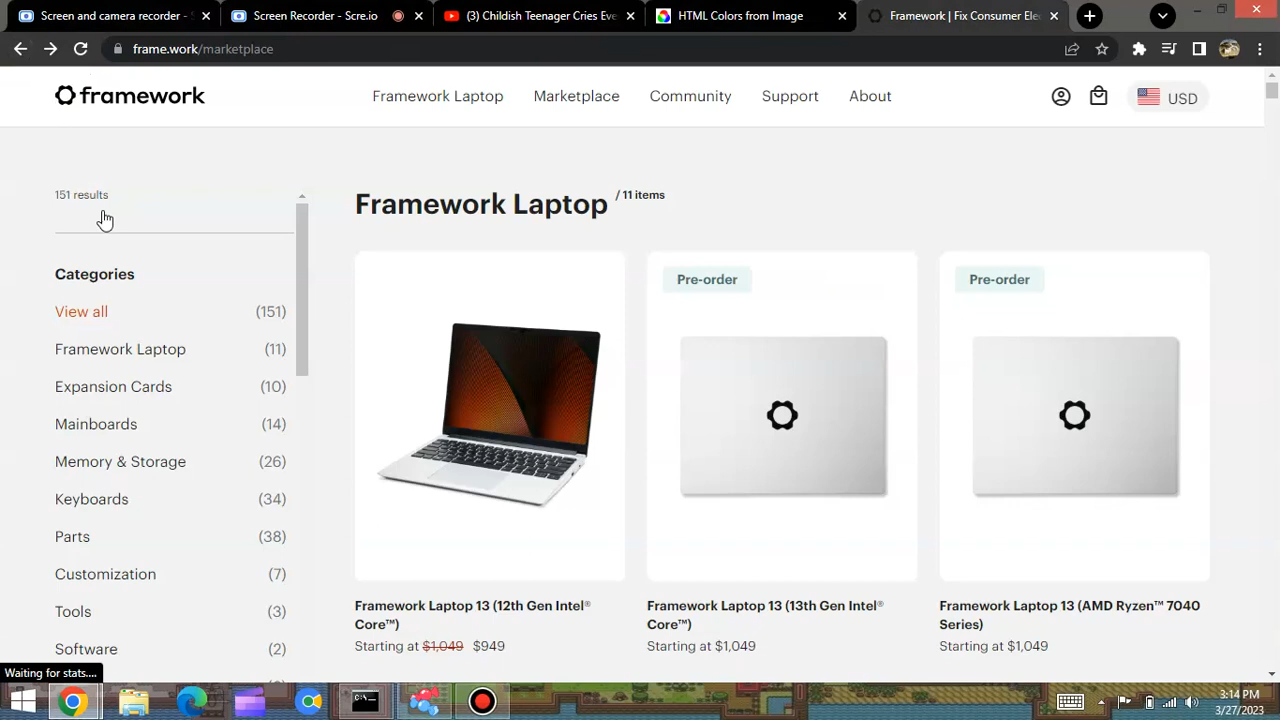 Screen and camera recorder -
Screen Recorder - Scre.io
(3) Childish Teenager Cries Eve
HTML Colors from Image
Framework | Fix Consumer Elec
frame.work/marketplace
framework
Framework Laptop
Marketplace
Community
Support
About
USD
151 results
Framework Laptop / 11 items
Categories
View all (151)
Framework Laptop (11)
Expansion Cards (10)
Mainboards (14)
Memory & Storage (26)
Keyboards (34)
Parts (38)
Customization (7)
Tools (3)
Software (2)
Pre-order
Pre-order
Framework Laptop 13 (12th Gen Intel®
Core™)
Starting at $1,049 $949
Framework Laptop 13 (13th Gen Intel®
Core™)
Starting at $1,049
Framework Laptop 13 (AMD Ryzen™ 7040
Series)
Starting at $1,049
Waiting for stats....
3:14 PM
3/27/2023